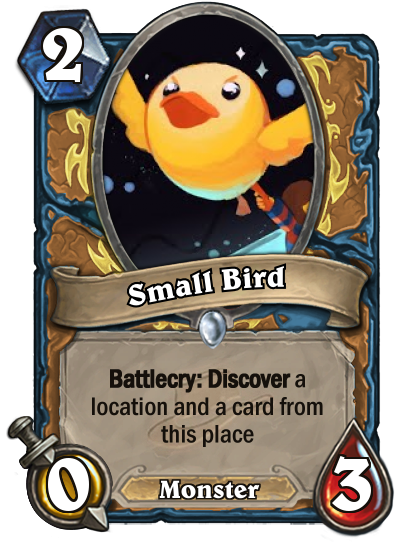 2
Small Bird
Battlecry: Discover a
location and a card from
this place
0
Monster
3